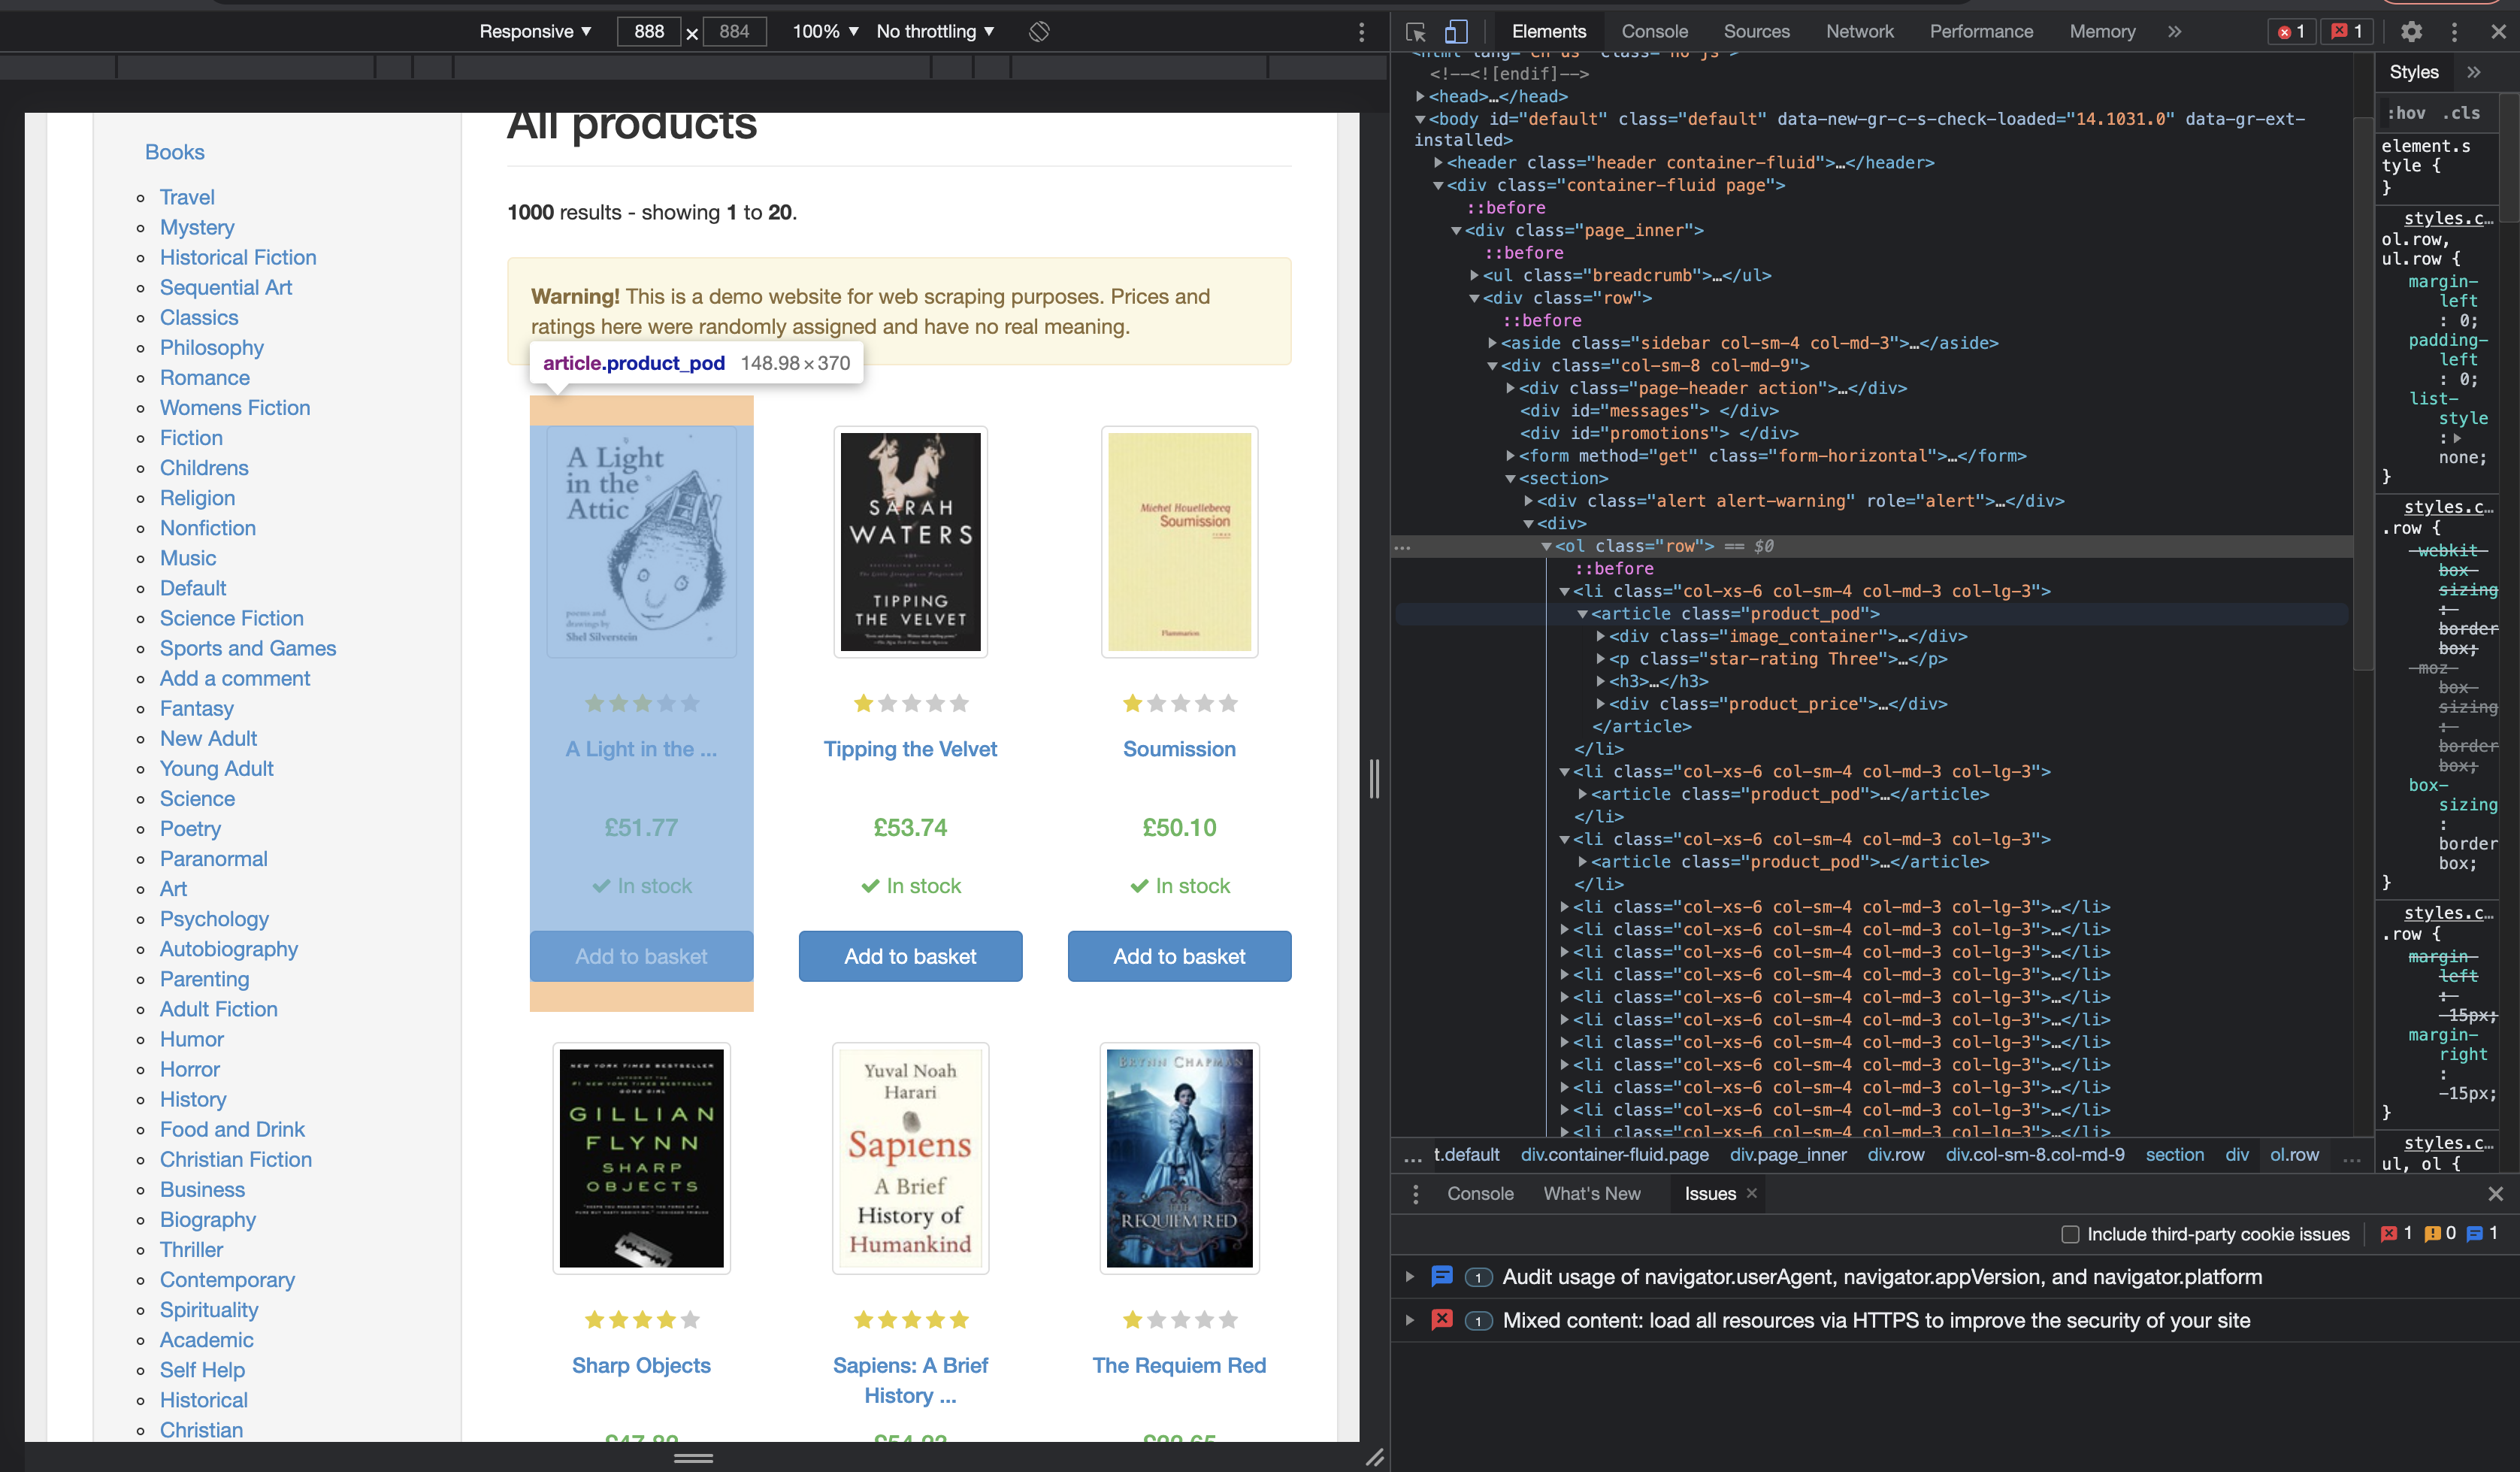 Responsive ▼ 888 × 884 100% ▼ No throttling ▼
Books
Travel
Mystery
Historical Fiction
Sequential Art
Classics
Philosophy
Romance
Womens Fiction
Fiction
Childrens
Religion
Nonfiction
Music
Default
Science Fiction
Sports and Games
Add a comment
Fantasy
New Adult
Young Adult
Science
Poetry
Paranormal
Art
Psychology
Autobiography
Parenting
Adult Fiction
Humor
Horror
History
Food and Drink
Christian Fiction
Business
Biography
Thriller
Contemporary
Spirituality
Academic
Self Help
Historical
Christian
All products
1000 results - showing 1 to 20.
Warning! This is a demo website for web scraping purposes. Prices and
ratings here were randomly assigned and have no real meaning.
article.product_pod 148.98×370
A Light
in the
Attic
poems and
drawings by
Shel Silverstein
SARAH
WATERS
TIPPING
THE VELVET
Michel Houellebecq
Soumission
Flammarion
A Light in the ...
Tipping the Velvet
Soumission
£51.77
£53.74
£50.10
In stock
In stock
In stock
Add to basket
Add to basket
Add to basket
NEW YORK TIMES BESTSELLER
GONE GIRL
GILLIAN
FLYNN
SHARP
OBJECTS
Yuval Noah
Harari
Sapiens
A Brief
History of
Humankind
BRYNN CHAPMAN
REQUIEM RED
Sharp Objects
Sapiens: A Brief
History ...
The Requiem Red
Elements Console Sources Network Performance Memory » 1 1
<html lang="en-us" class="no-js">
<!--<![endif]-->
<head>…</head>
<body id="default" class="default" data-new-gr-c-s-check-loaded="14.1031.0" data-gr-ext-
installed>
<header class="header container-fluid">…</header>
<div class="container-fluid page">
::before
<div class="page_inner">
::before
<ul class="breadcrumb">…</ul>
<div class="row">
::before
<aside class="sidebar col-sm-4 col-md-3">…</aside>
<div class="col-sm-8 col-md-9">
<div class="page-header action">…</div>
<div id="messages"> </div>
<div id="promotions"> </div>
<form method="get" class="form-horizontal">…</form>
<section>
<div class="alert alert-warning" role="alert">…</div>
<div>
… <ol class="row"> == $0
::before
<li class="col-xs-6 col-sm-4 col-md-3 col-lg-3">
<article class="product_pod">
<div class="image_container">…</div>
<p class="star-rating Three">…</p>
<h3>…</h3>
<div class="product_price">…</div>
</article>
</li>
<li class="col-xs-6 col-sm-4 col-md-3 col-lg-3">
<article class="product_pod">…</article>
</li>
<li class="col-xs-6 col-sm-4 col-md-3 col-lg-3">
<article class="product_pod">…</article>
</li>
<li class="col-xs-6 col-sm-4 col-md-3 col-lg-3">…</li>
<li class="col-xs-6 col-sm-4 col-md-3 col-lg-3">…</li>
<li class="col-xs-6 col-sm-4 col-md-3 col-lg-3">…</li>
<li class="col-xs-6 col-sm-4 col-md-3 col-lg-3">…</li>
<li class="col-xs-6 col-sm-4 col-md-3 col-lg-3">…</li>
<li class="col-xs-6 col-sm-4 col-md-3 col-lg-3">…</li>
<li class="col-xs-6 col-sm-4 col-md-3 col-lg-3">…</li>
<li class="col-xs-6 col-sm-4 col-md-3 col-lg-3">…</li>
<li class="col-xs-6 col-sm-4 col-md-3 col-lg-3">…</li>
<li class="col-xs-6 col-sm-4 col-md-3 col-lg-3">…</li>
<li class="col-xs-6 col-sm-4 col-md-3 col-lg-3">…</li>
… t.default div.container-fluid.page div.page_inner div.row div.col-sm-8.col-md-9 section div ol.row …
Styles »
:hov .cls
element.s
tyle {
}
styles.c…
ol.row,
ul.row {
margin-
left
: 0;
padding-
left
: 0;
list-
style
:
none;
}
styles.c…
.row {
-webkit-
box-
sizing
:
border
box;
-moz-
box-
sizing
:
border
box;
box-
sizing
:
border
box;
}
styles.c…
.row {
margin-
left
:
-15px;
margin-
right
:
-15px;
}
styles.c…
ul, ol {
Console What's New Issues ×
Include third-party cookie issues 1 0 1
1 Audit usage of navigator.userAgent, navigator.appVersion, and navigator.platform
1 Mixed content: load all resources via HTTPS to improve the security of your site